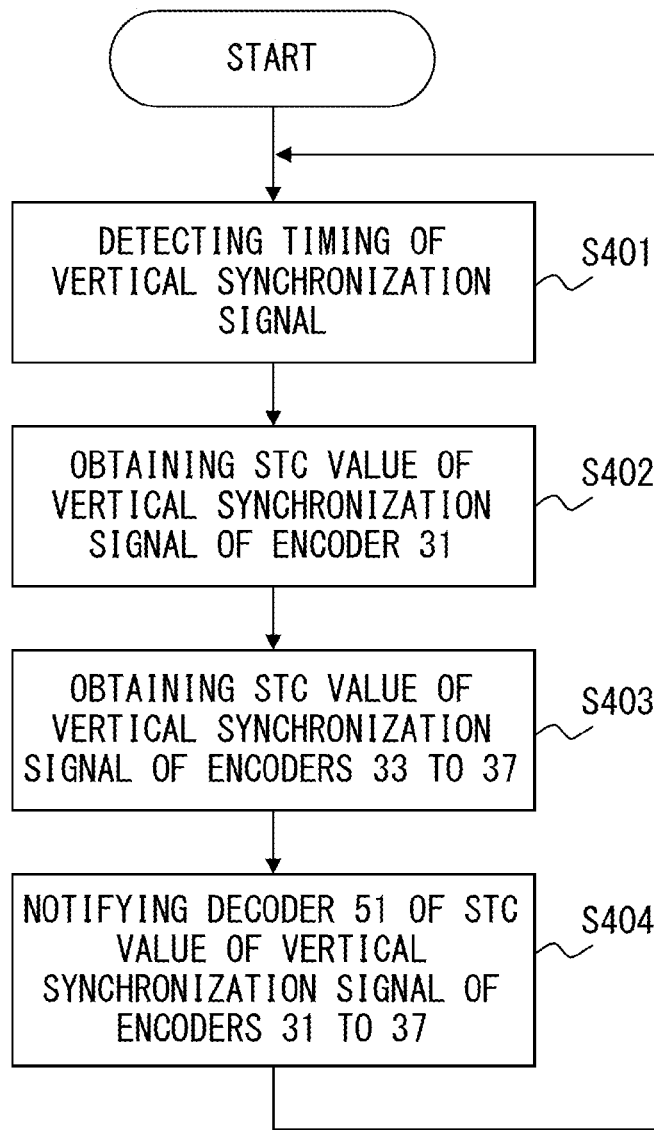 START
DETECTING TIMING OF
VERTICAL SYNCHRONIZATION
SIGNAL
S401
OBTAINING STC VALUE OF
VERTICAL SYNCHRONIZATION
SIGNAL OF ENCODER 31
S402
OBTAINING STC VALUE OF
VERTICAL SYNCHRONIZATION
SIGNAL OF ENCODERS 33 TO 37
S403
NOTIFYING DECODER 51 OF STC
VALUE OF VERTICAL
SYNCHRONIZATION SIGNAL OF
ENCODERS 31 TO 37
S404